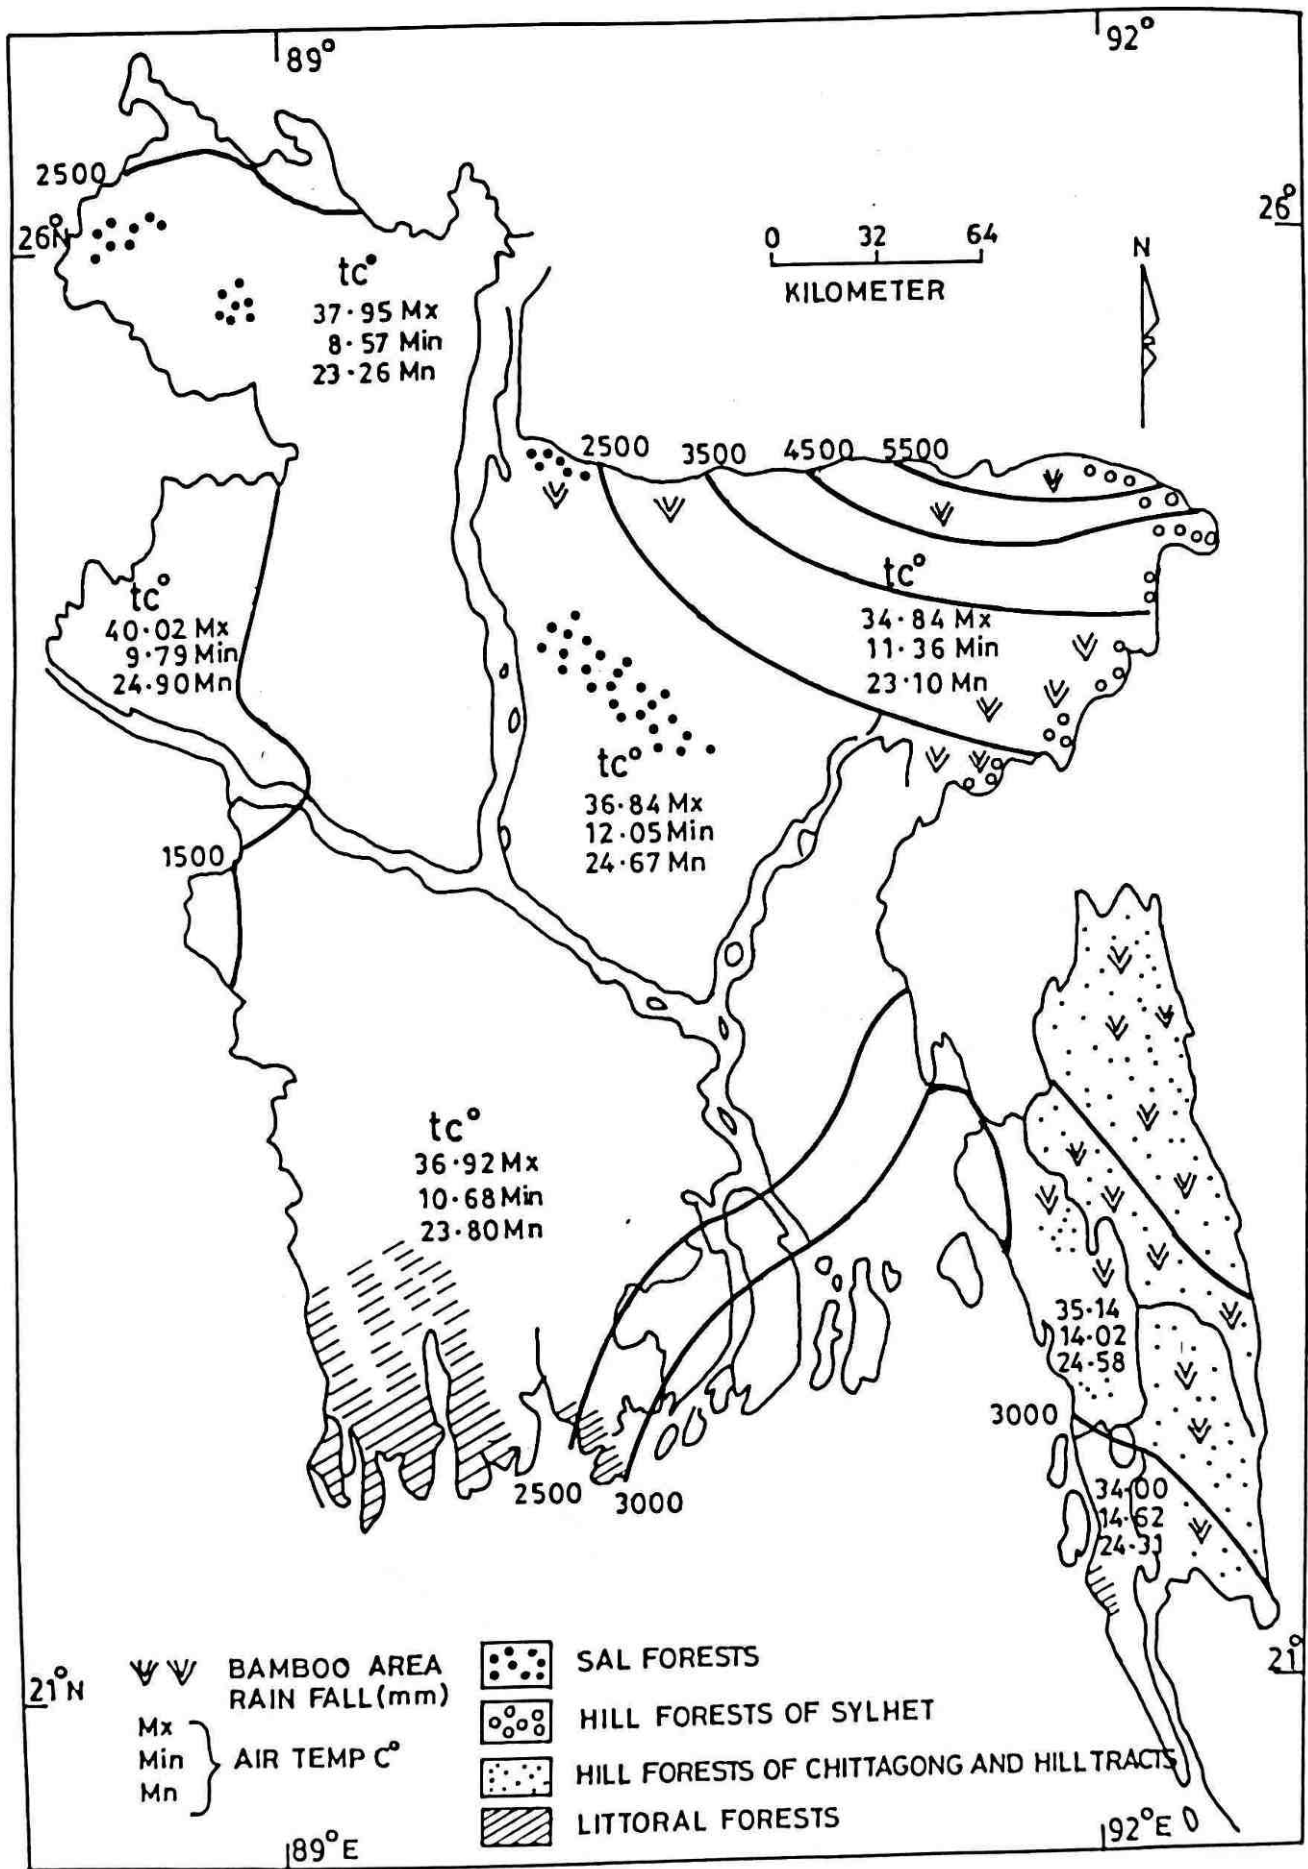 89°
92°
2500
26°N
26°
0 32 64
KILOMETER
N
tc°
37·95 Mx
8·57 Min
23·26 Mn
2500 3500 4500 5500
tc°
40·02 Mx
9·79 Min
24·90 Mn
tc°
34·84 Mx
11·36 Min
23·10 Mn
tc°
36·84 Mx
12·05 Min
24·67 Mn
1500
tc°
36·92 Mx
10·68 Min
23·80 Mn
35·14
14·02
24·58
3000
34·00
14·62
24·31
2500 3000
21°N
21°
BAMBOO AREA
RAIN FALL (mm)
Mx
Min
Mn
AIR TEMP C°
SAL FORESTS
HILL FORESTS OF SYLHET
HILL FORESTS OF CHITTAGONG AND HILL TRACTS
LITTORAL FORESTS
89°E
92°E